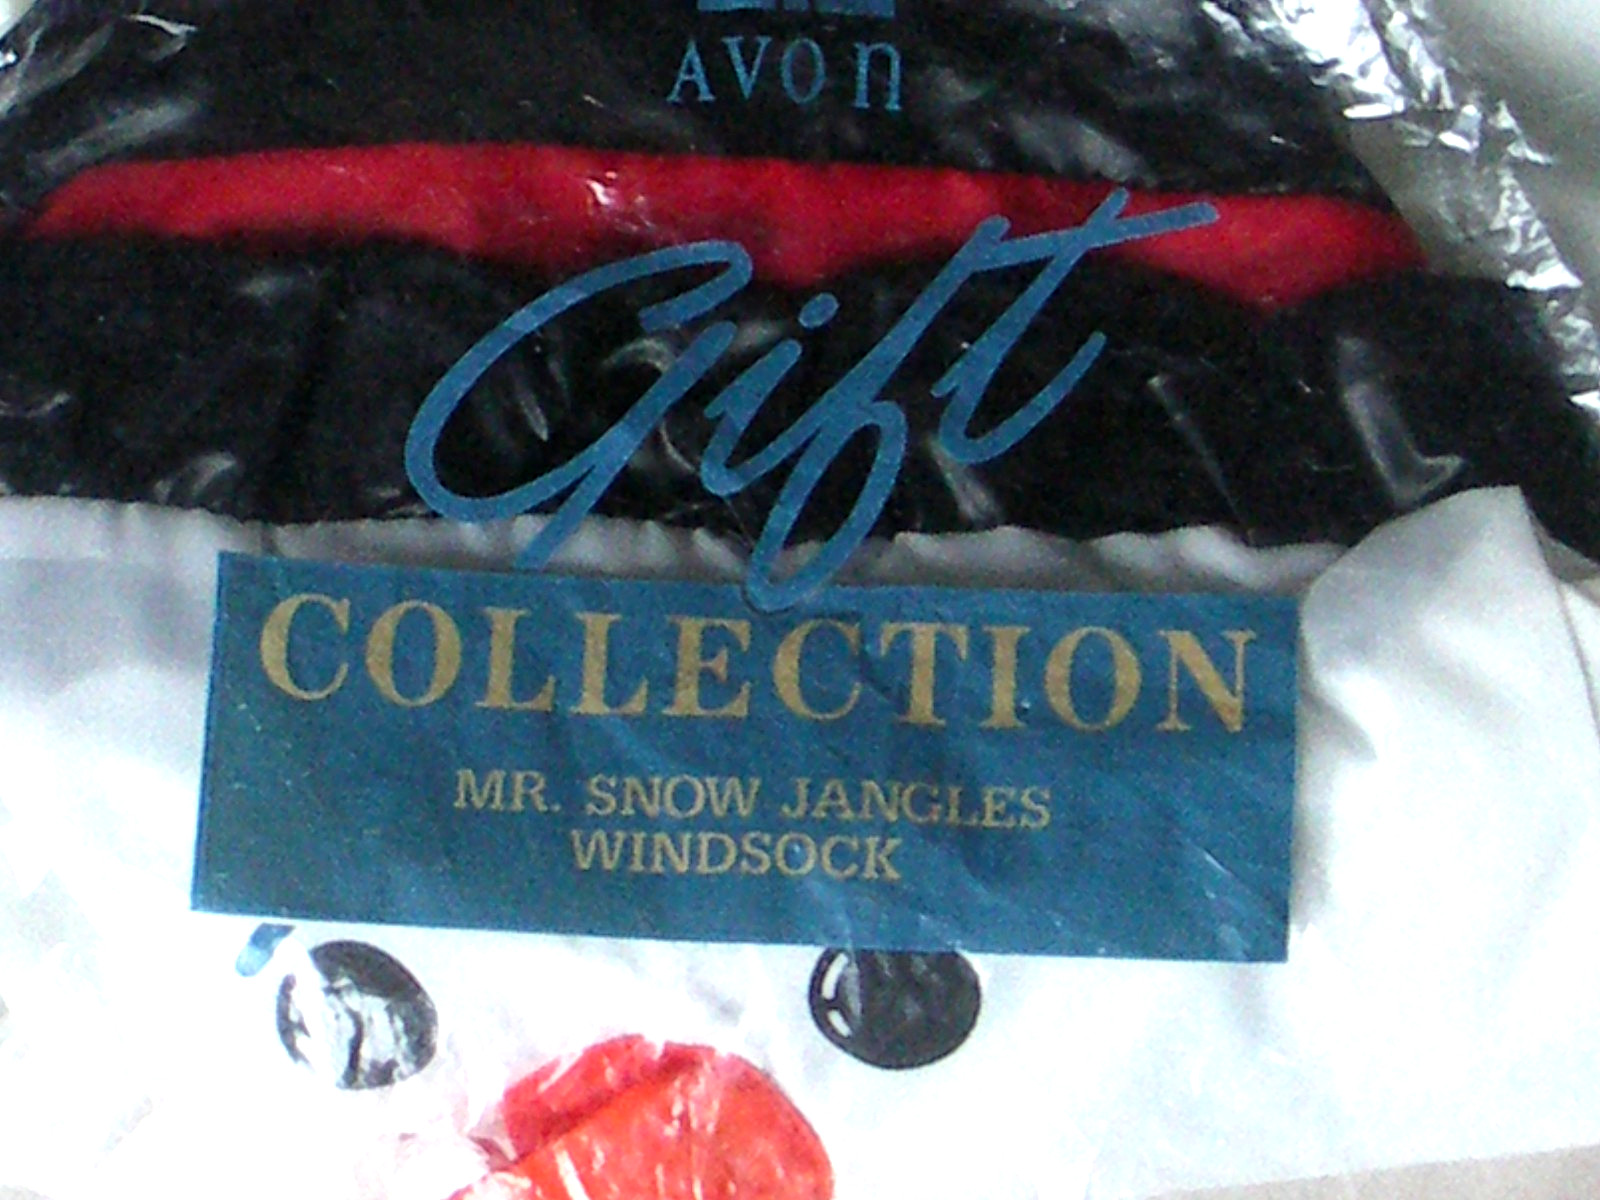 AVON
Gift
COLLECTION
MR. SNOW JANGLES
WINDSOCK